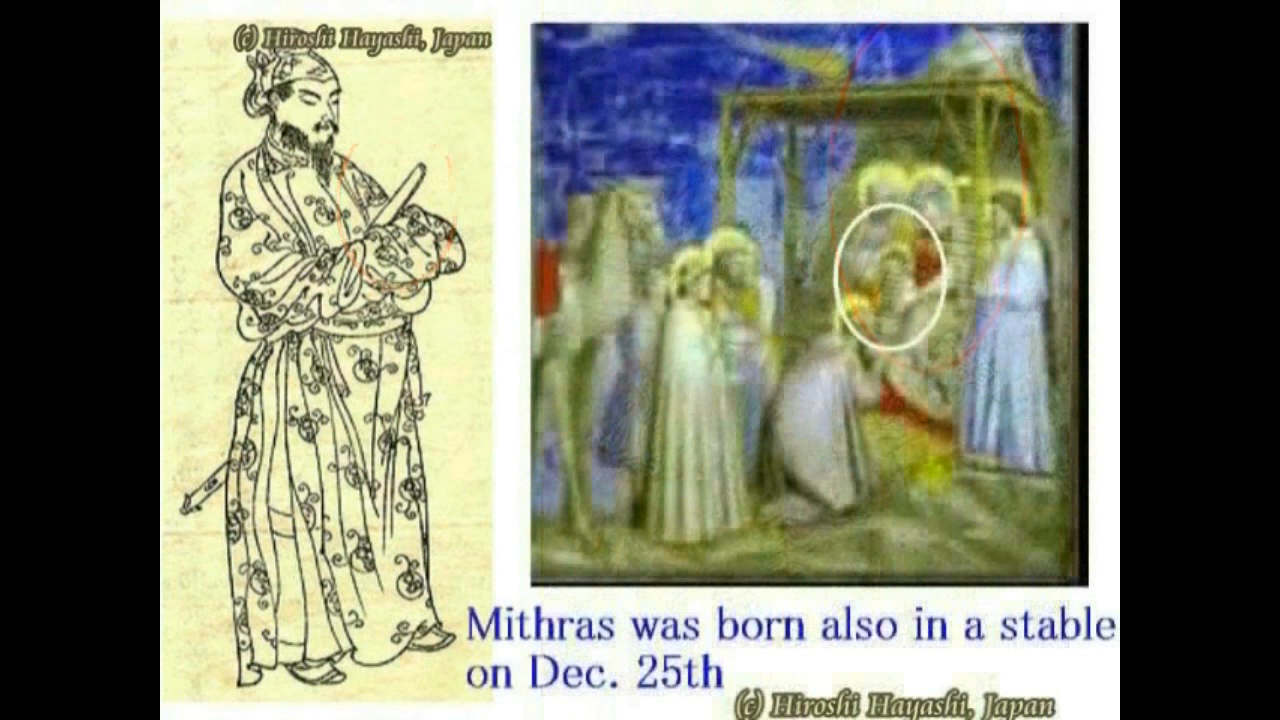 (c) Hiroshi Hayashi, Japan
Mithras was born also in a stable
on Dec. 25th
(c) Hiroshi Hayashi, Japan